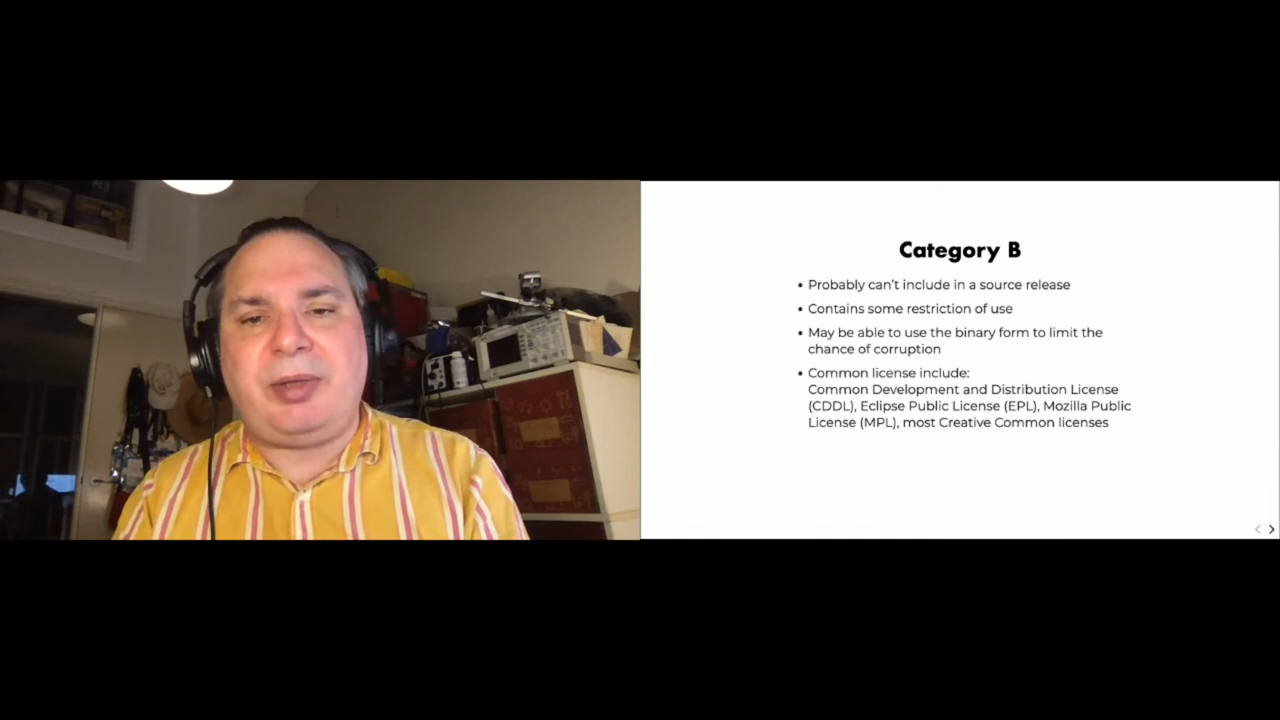 Category B
• Probably can't include in a source release
• Contains some restriction of use
• May be able to use the binary form to limit the
chance of corruption
• Common license include:
Common Development and Distribution License
(CDDL), Eclipse Public License (EPL), Mozilla Public
License (MPL), most Creative Common licenses